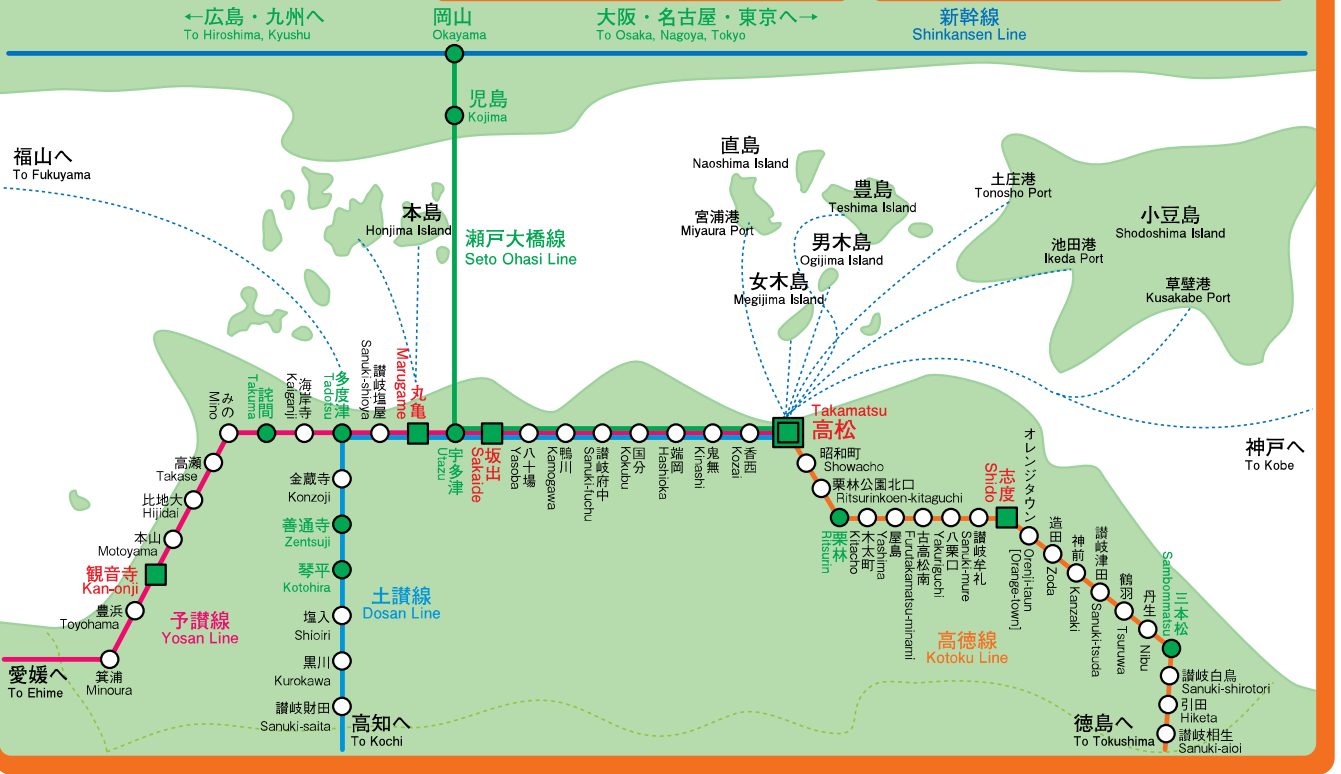 ←広島・九州へ
To Hiroshima, Kyushu
岡山
Okayama
大阪・名古屋・東京へ→
To Osaka, Nagoya, Tokyo
新幹線
Shinkansen Line
児島
Kojima
福山へ
To Fukuyama
本島
Honjima Island
瀬戸大橋線
Seto Ohasi Line
直島
Naoshima Island
宮浦港
Miyaura Port
豊島
Teshima Island
男木島
Ogijima Island
女木島
Megijima Island
土庄港
Tonosho Port
池田港
Ikeda Port
小豆島
Shodoshima Island
草壁港
Kusakabe Port
神戸へ
To Kobe
みの
Mino
詫間
Takuma
海岸寺
Kaiganji
多度津
Tadotsu
讃岐塩屋
Sanuki-shioya
丸亀
Marugame
宇多津
Utazu
坂出
Sakaide
八十場
Yasoba
鴨川
Kamogawa
讃岐府中
Sanuki-fuchu
国分
Kokubu
端岡
Hashioka
鬼無
Kinashi
香西
Kozai
Takamatsu
高松
高瀬
Takase
比地大
Hijidai
本山
Motoyama
観音寺
Kan-onji
豊浜
Toyohama
箕浦
Minoura
愛媛へ
To Ehime
予讃線
Yosan Line
金蔵寺
Konzoji
善通寺
Zentsuji
琴平
Kotohira
塩入
Shioiri
黒川
Kurokawa
讃岐財田
Sanuki-saita
土讃線
Dosan Line
高知へ
To Kochi
昭和町
Showacho
栗林公園北口
Ritsurinkoen-kitaguchi
栗林
Ritsurin
木太町
Kitacho
屋島
Yashima
古高松南
Furutakamatsu-minami
八栗口
Yakuriguchi
讃岐牟礼
Sanuki-mure
志度
Shido
オレンジタウン
Orenji-taun
[Orange-town]
造田
Zoda
神前
Kanzaki
讃岐津田
Sanuki-tsuda
鶴羽
Tsuruwa
丹生
Nibu
三本松
Sambommatsu
讃岐白鳥
Sanuki-shirotori
引田
Hiketa
讃岐相生
Sanuki-aioi
高徳線
Kotoku Line
徳島へ
To Tokushima